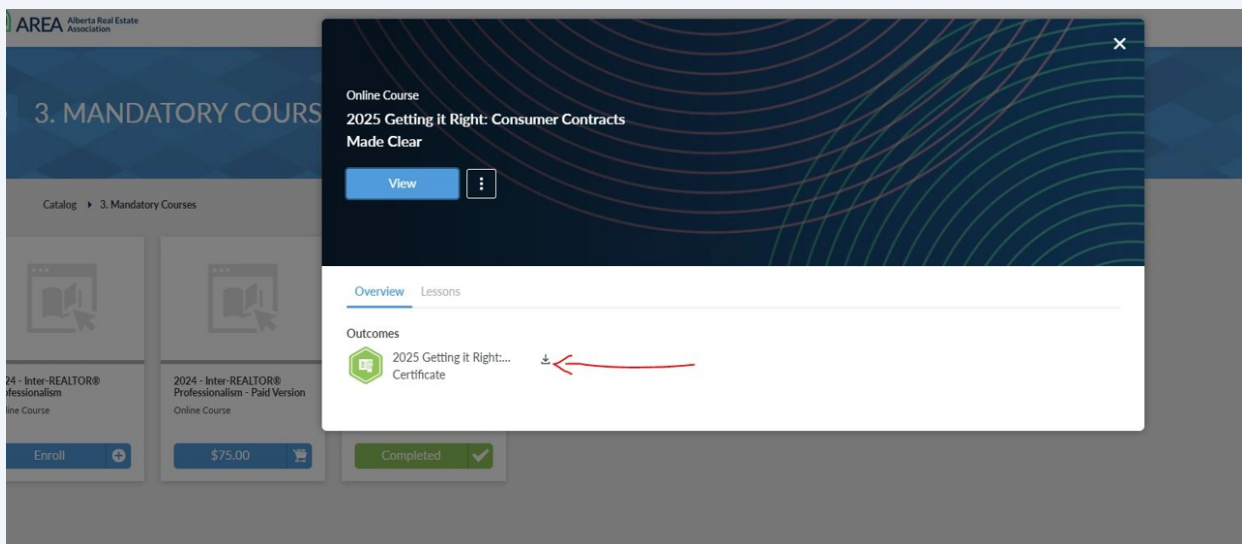 AREA Alberta Real Estate
Association
3. MANDATORY COURS
Catalog ▸ 3. Mandatory Courses
Online Course
2025 Getting it Right: Consumer Contracts
Made Clear
View
Overview Lessons
Outcomes
2025 Getting it Right:...
Certificate
24 - Inter-REALTOR®
ofessionalism
line Course
Enroll
2024 - Inter-REALTOR®
Professionalism - Paid Version
Online Course
$75.00
Completed